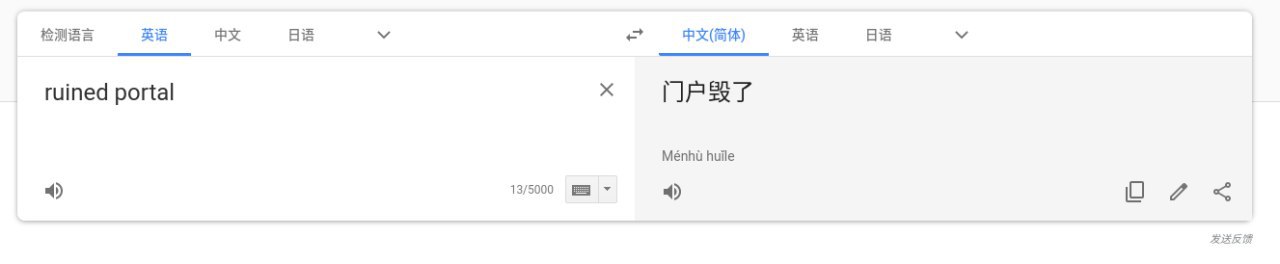 检测语言 英语 中文 日语 中文(简体) 英语 日语
ruined portal
门户毁了
Ménhù huǐle
13/5000
发送反馈